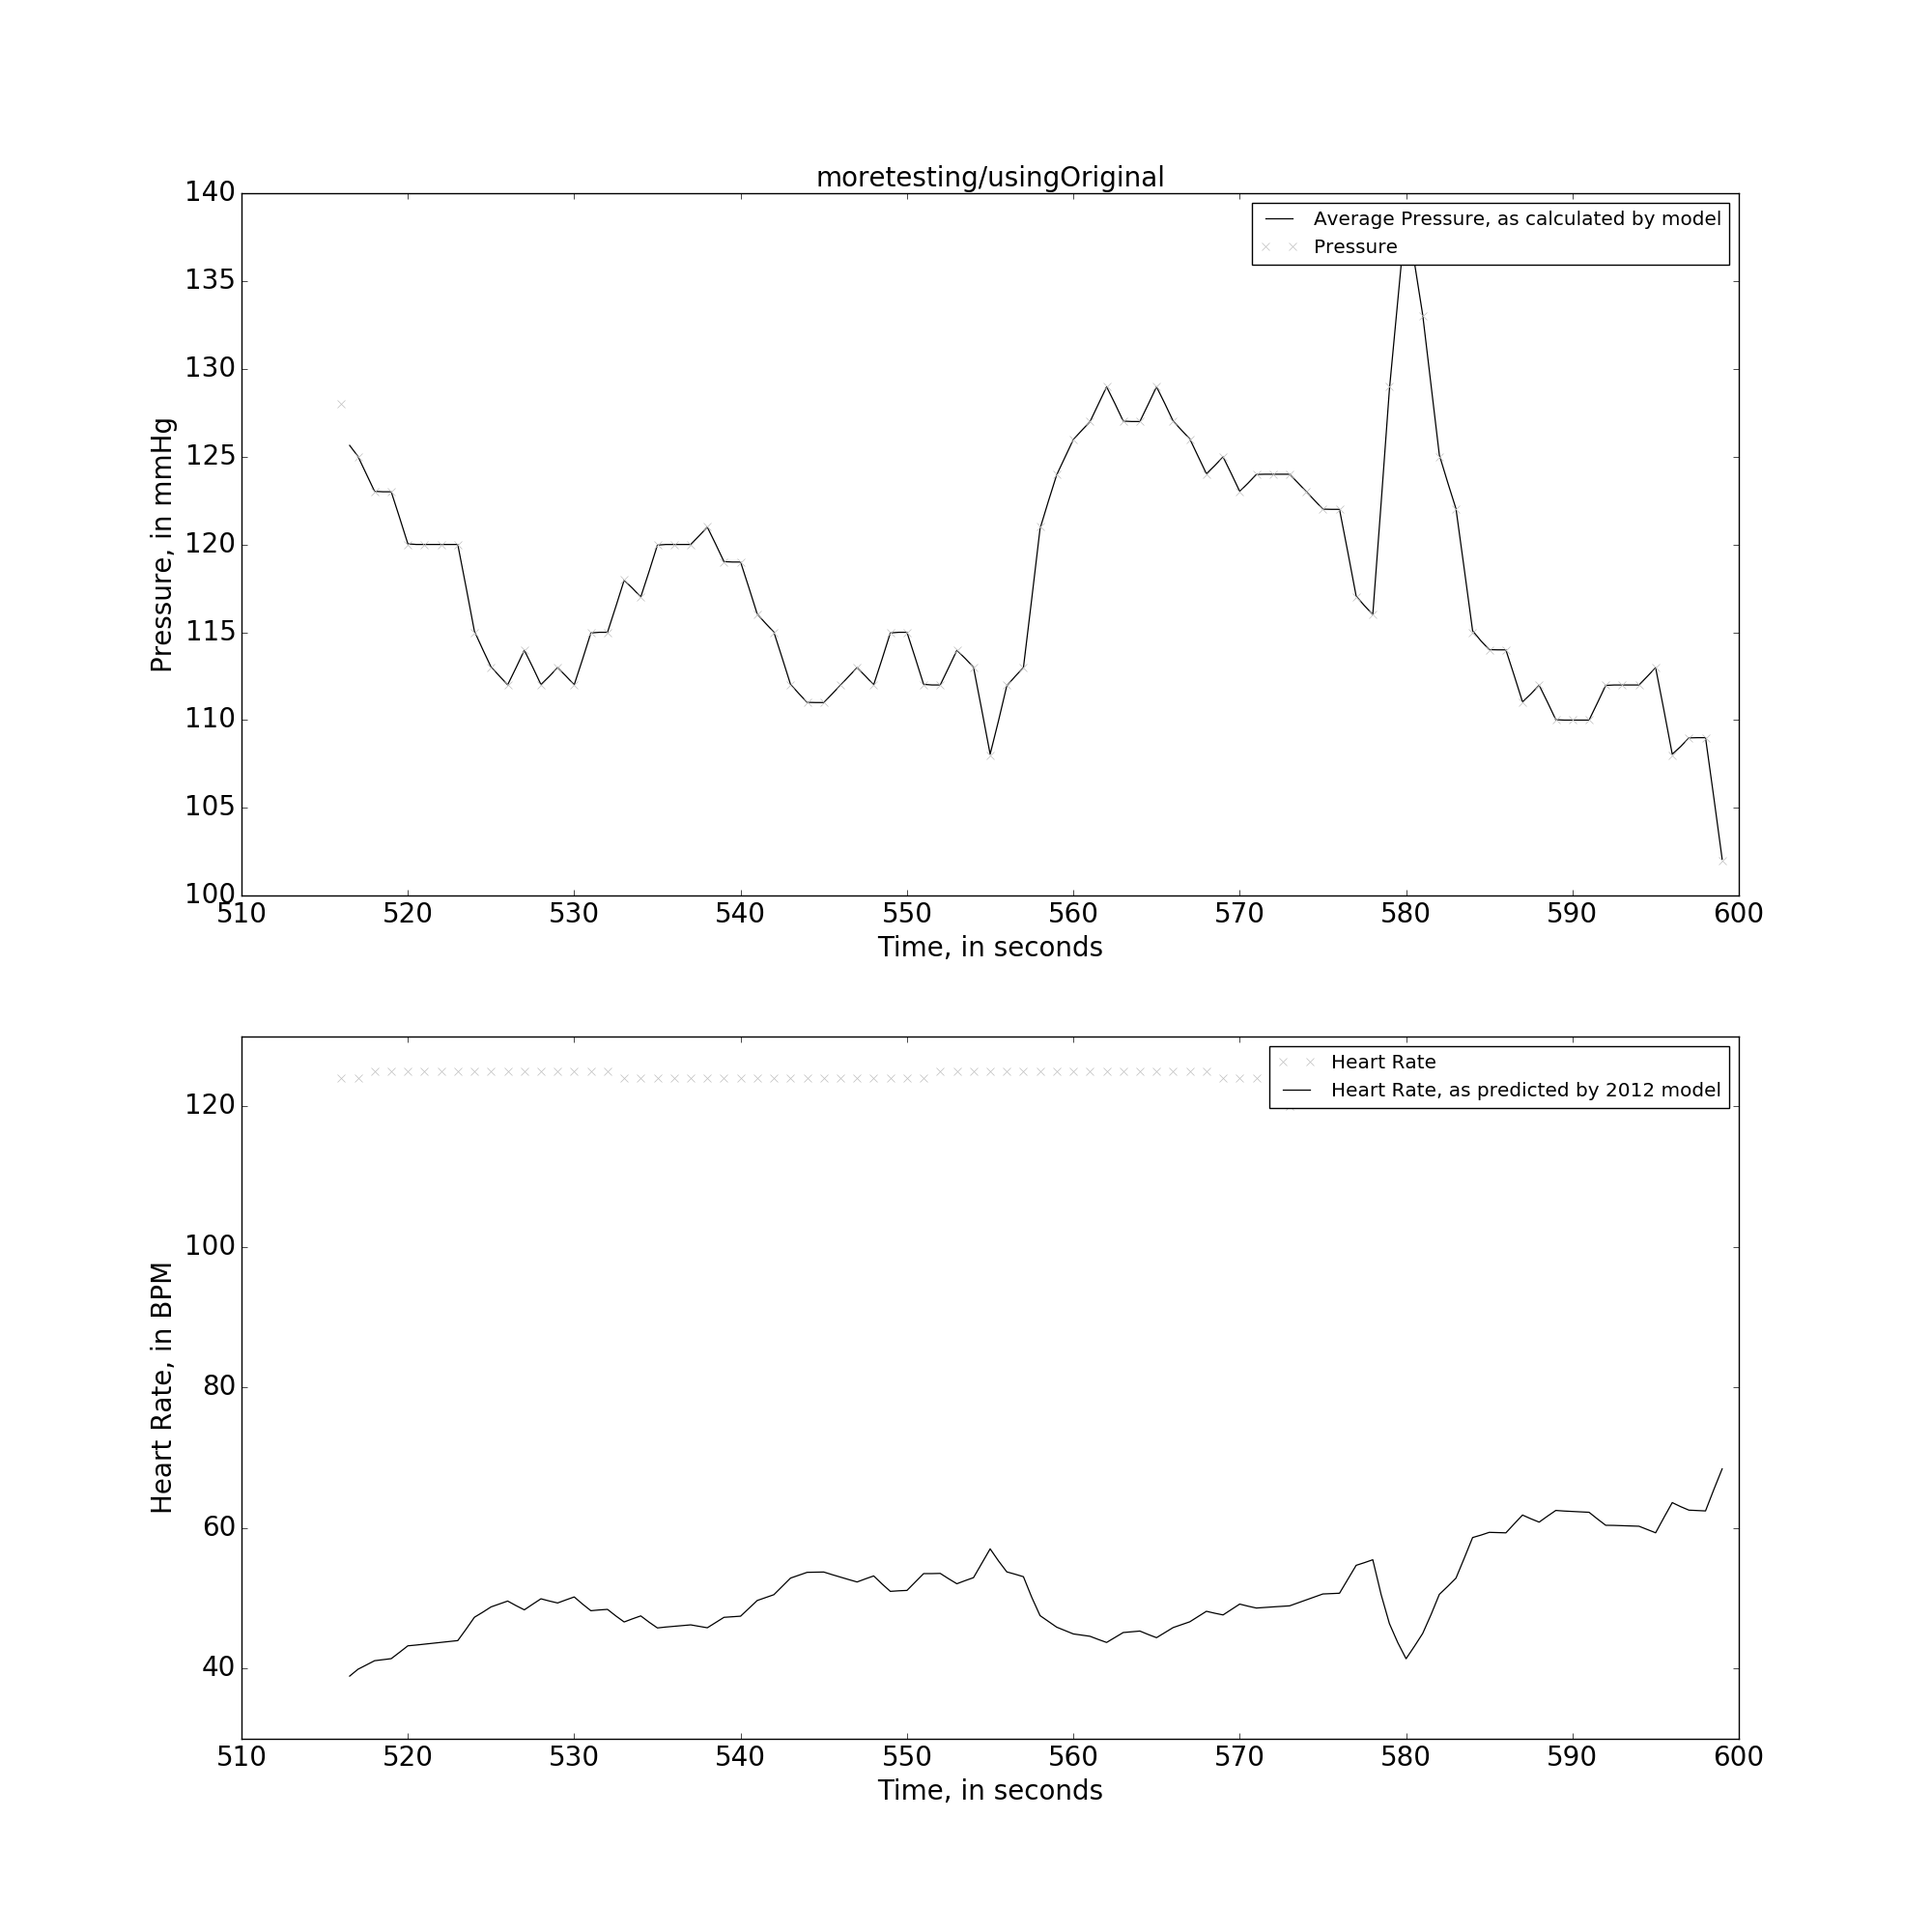 moretesting/usingOriginal
140
135
130
125
120
115
110
105
100
Pressure, in mmHg
Average Pressure, as calculated by model
Pressure
510 520 530 540 550 560 570 580 590 600
Time, in seconds
120
100
80
60
40
Heart Rate, in BPM
Heart Rate
Heart Rate, as predicted by 2012 model
510 520 530 540 550 560 570 580 590 600
Time, in seconds